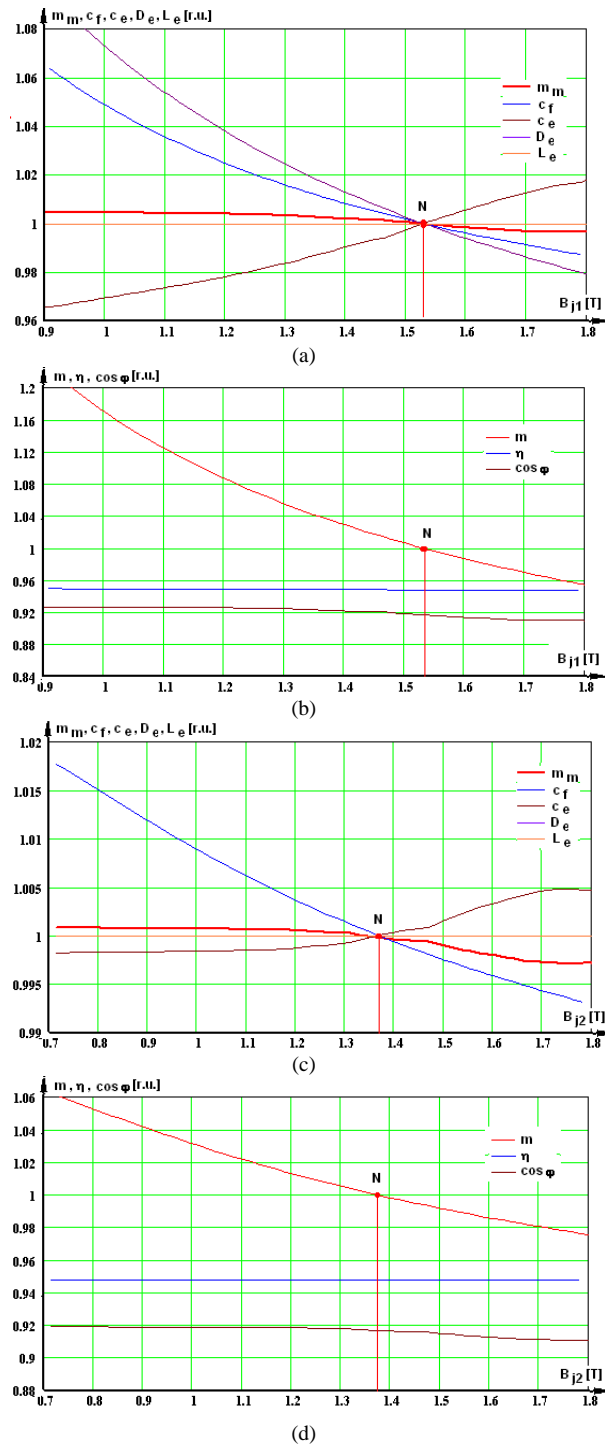 m m , c f , c e , D e , L e [r.u.]
1.08
1.06
1.04
1.02
1
0.98
0.96
m m
c f
c e
D e
L e
N
B j1 [T]
0.9 1 1.1 1.2 1.3 1.4 1.5 1.6 1.7 1.8
(a)
m , η , cos φ [r.u.]
1.2
1.16
1.12
1.08
1.04
1
0.96
0.92
0.88
0.84
m
η
cos φ
N
B j1 [T]
0.9 1 1.1 1.2 1.3 1.4 1.5 1.6 1.7 1.8
(b)
m m , c f , c e , D e , L e [r.u.]
1.02
1.015
1.01
1.005
1
0.995
0.99
m m
c f
c e
D e
L e
N
B j2 [T]
0.7 0.8 0.9 1 1.1 1.2 1.3 1.4 1.5 1.6 1.7 1.8
(c)
m , η , cos φ [r.u.]
1.06
1.04
1.02
1
0.98
0.96
0.94
0.92
0.9
0.88
m
η
cos φ
N
B j2 [T]
0.7 0.8 0.9 1 1.1 1.2 1.3 1.4 1.5 1.6 1.7 1.8
(d)